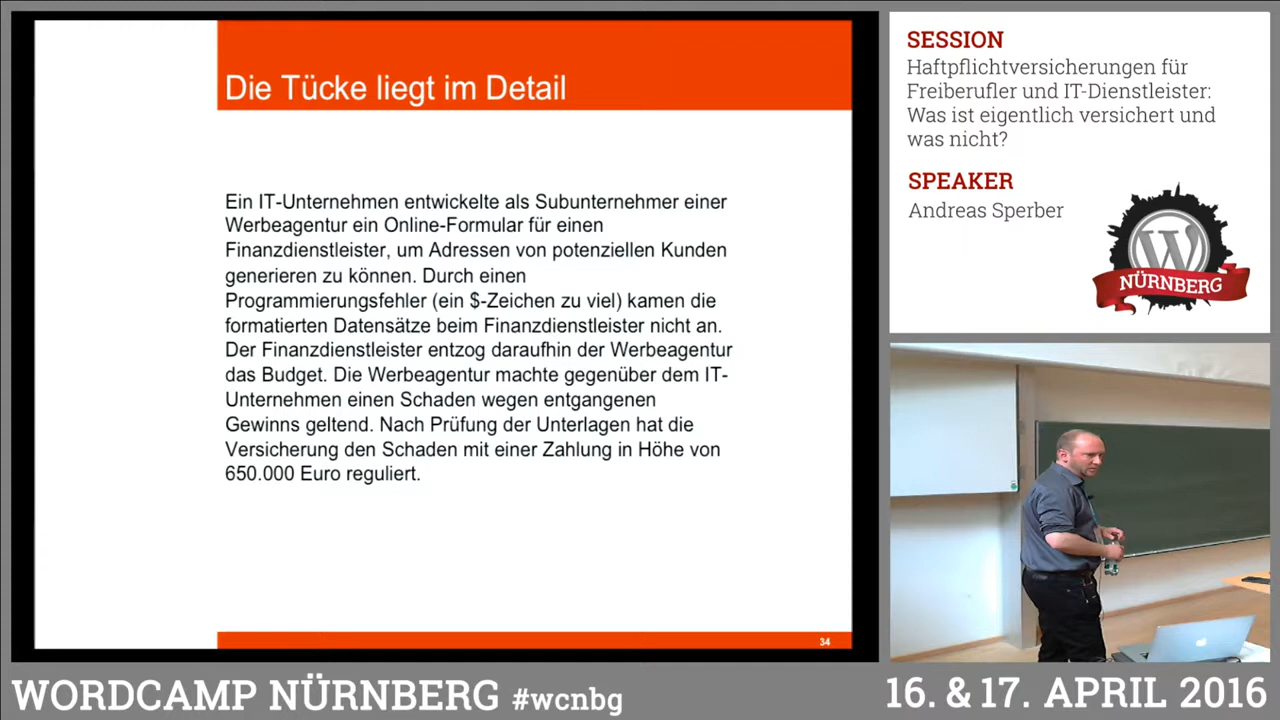 Die Tücke liegt im Detail
Ein IT-Unternehmen entwickelte als Subunternehmer einer
Werbeagentur ein Online-Formular für einen
Finanzdienstleister, um Adressen von potenziellen Kunden
generieren zu können. Durch einen
Programmierungsfehler (ein $-Zeichen zu viel) kamen die
formatierten Datensätze beim Finanzdienstleister nicht an.
Der Finanzdienstleister entzog daraufhin der Werbeagentur
das Budget. Die Werbeagentur machte gegenüber dem IT-
Unternehmen einen Schaden wegen entgangenen
Gewinns geltend. Nach Prüfung der Unterlagen hat die
Versicherung den Schaden mit einer Zahlung in Höhe von
650.000 Euro reguliert.
34
SESSION
Haftpflichtversicherungen für
Freiberufler und IT-Dienstleister:
Was ist eigentlich versichert und
was nicht?
SPEAKER
Andreas Sperber
W
NÜRNBERG
WORDCAMP NÜRNBERG #wcnbg
16. & 17. APRIL 2016